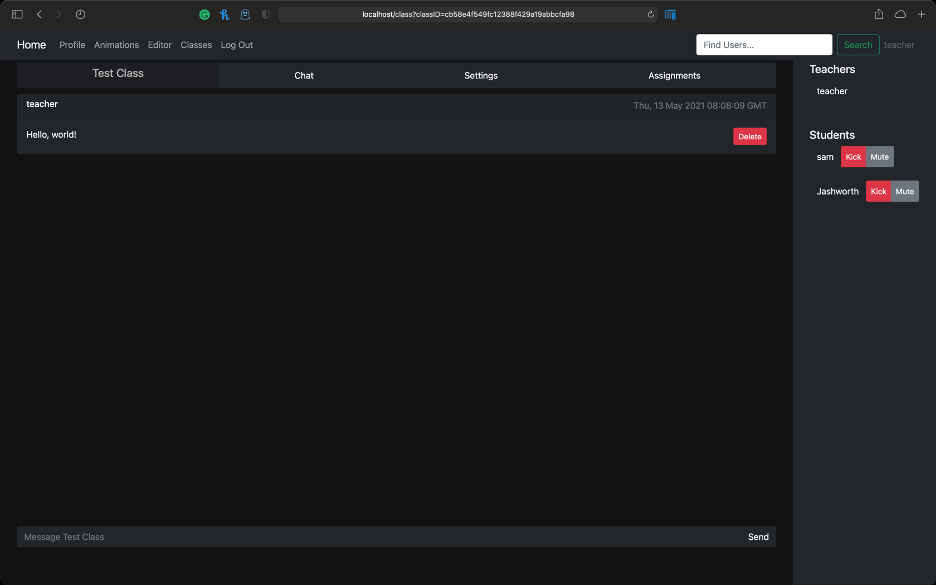 localhost/class?classID=cb58e4f549fc12388f429a19abbcfa98
Home Profile Animations Editor Classes Log Out Find Users... Search teacher
Test Class Chat Settings Assignments
teacher Thu, 13 May 2021 08:08:09 GMT
Hello, world! Delete
Message Test Class Send
Teachers
teacher
Students
sam Kick Mute
Jashworth Kick Mute